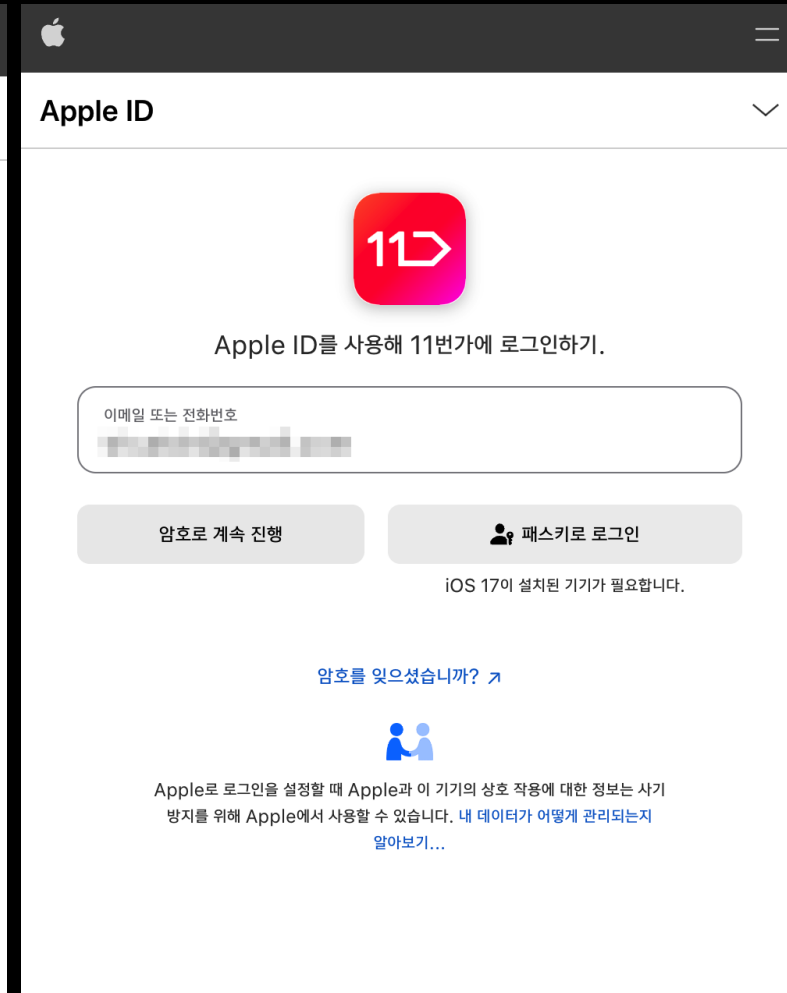 Apple ID
11
Apple ID를 사용해 11번가에 로그인하기.
이메일 또는 전화번호
암호로 계속 진행
패스키로 로그인
iOS 17이 설치된 기기가 필요합니다.
암호를 잊으셨습니까? ↗
Apple로 로그인을 설정할 때 Apple과 이 기기의 상호 작용에 대한 정보는 사기
방지를 위해 Apple에서 사용할 수 있습니다. 내 데이터가 어떻게 관리되는지
알아보기...